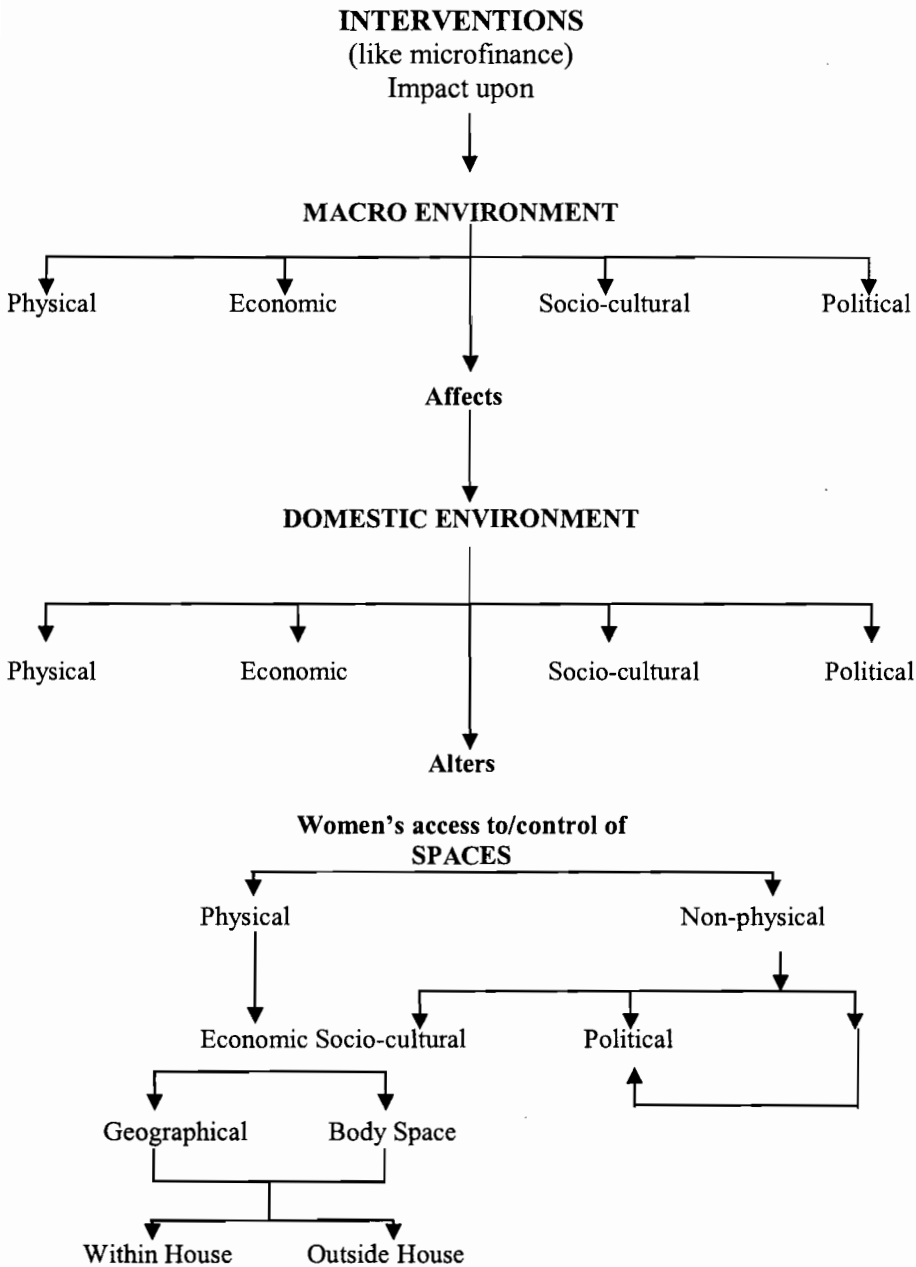 INTERVENTIONS
(like microfinance)
Impact upon
MACRO ENVIRONMENT
Physical Economic Socio-cultural Political
Affects
DOMESTIC ENVIRONMENT
Physical Economic Socio-cultural Political
Alters
Women's access to/control of
SPACES
Physical Non-physical
Economic Socio-cultural Political
Geographical Body Space
Within House Outside House